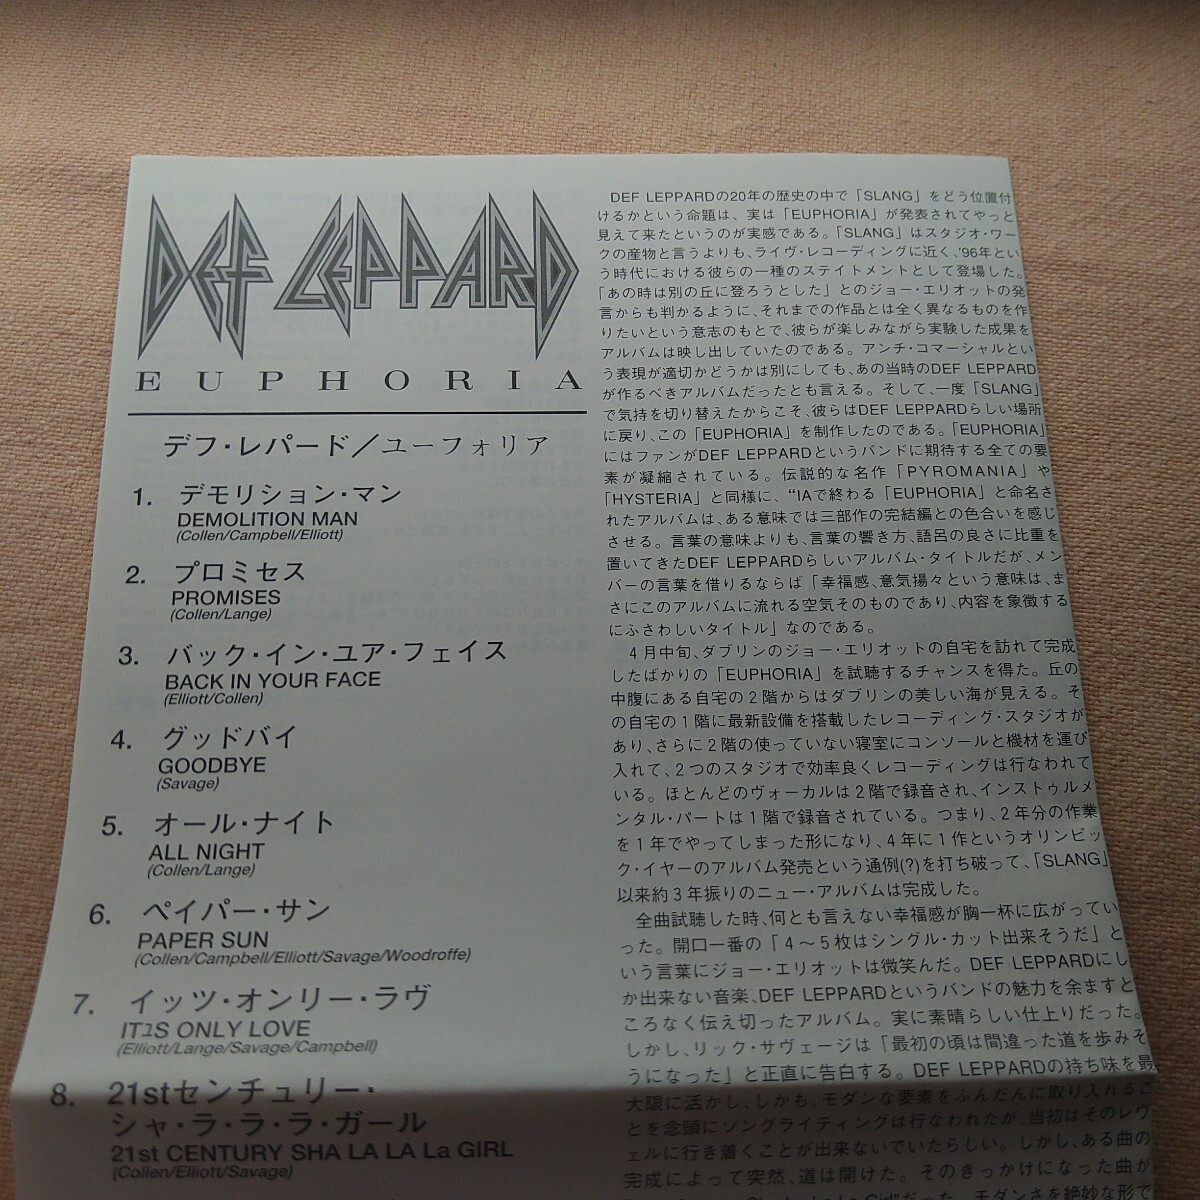 DEF LEPPARD
EUPHORIA
デフ・レパード／ユーフォリア
1. デモリション・マン
DEMOLITION MAN
(Collen/Campbell/Elliott)
2. プロミセス
PROMISES
(Collen/Lange)
3. バック・イン・ユア・フェイス
BACK IN YOUR FACE
(Elliott/Collen)
4. グッドバイ
GOODBYE
(Savage)
5. オール・ナイト
ALL NIGHT
(Collen/Lange)
6. ペイパー・サン
PAPER SUN
(Collen/Campbell/Elliott/Savage/Woodroffe)
7. イッツ・オンリー・ラヴ
ITュS ONLY LOVE
(Elliott/Lange/Savage/Campbell)
8. 21stセンチュリー・
シャ・ラ・ラ・ラ・ガール
21st CENTURY SHA LA LA La GIRL
(Collen/Elliott/Savage)
DEF LEPPARDの20年の歴史の中で「SLANG」をどう位置付
けるかという命題は、実は「EUPHORIA」が発表されてやっと
見えて来たというのが実感である。「SLANG」はスタジオ・ワー
クの産物と言うよりも、ライヴ・レコーディングに近く、'96年とい
う時代における彼らの一種のステイトメントとして登場した。
「あの時は別の丘に登ろうとした」とのジョー・エリオットの発
言からも判かるように、それまでの作品とは全く異なるものを作
りたいという意志のもとで、彼らが楽しみながら実験した成果を
アルバムは映し出していたのである。アンチ・コマーシャルとい
う表現が適切かどうかは別にしても、あの当時のDEF LEPPARD
が作るべきアルバムだったとも言える。そして、一度「SLANG」
で気持を切り替えたからこそ、彼らはDEF LEPPARDらしい場所
に戻り、この「EUPHORIA」を制作したのである。「EUPHORIA」
にはファンがDEF LEPPARDというバンドに期待する全ての要
素が凝縮されている。伝説的な名作「PYROMANIA」や
「HYSTERIA」と同様に、“IAで終わる「EUPHORIA」と命名さ
れたアルバムは、ある意味では三部作の完結編との色合いを感じ
させる。言葉の意味よりも、言葉の響き方、語呂の良さに比重を
置いてきたDEF LEPPARDらしいアルバム・タイトルだが、メン
バーの言葉を借りるならば「幸福感、意気揚々という意味は、ま
さにこのアルバムに流れる空気そのものであり、内容を象徴する
にふさわしいタイトル」なのである。
4月中旬、ダブリンのジョー・エリオットの自宅を訪れて完成
したばかりの「EUPHORIA」を試聴するチャンスを得た。丘の
中腹にある自宅の2階からはダブリンの美しい海が見える。そ
の自宅の1階に最新設備を搭載したレコーディング・スタジオが
あり、さらに2階の使っていない寝室にコンソールと機材を運び
入れて、2つのスタジオで効率良くレコーディングは行なわれて
いる。ほとんどのヴォーカルは2階で録音され、インストゥルメ
ンタル・パートは1階で録音されている。つまり、2年分の作業
を1年でやってしまった形になり、4年に1作というオリンピッ
ク・イヤーのアルバム発売という通例(?)を打ち破って、「SLANG」
以来約3年振りのニュー・アルバムは完成した。
全曲試聴した時、何とも言えない幸福感が胸一杯に広がってい
った。開口一番の「4〜5枚はシングル・カット出来そうだ」と
いう言葉にジョー・エリオットは微笑んだ。DEF LEPPARDにし
か出来ない音楽、DEF LEPPARDというバンドの魅力を余すと
ころなく伝え切ったアルバム。実に素晴らしい仕上りだった。
しかし、リック・サヴェージは「最初の頃は間違った道を歩みそ
うになった」と正直に告白する。DEF LEPPARDの持ち味を最
大限に活かし、しかも、モダンな要素をふんだんに取り入れるこ
とを念頭にソングライティングは行なわれたが、当初はそのレヴ
ェルに行き着くことが出来ないでいたらしい。しかし、ある曲の
完成によって突然、道は開けた。そのきっかけになった曲が